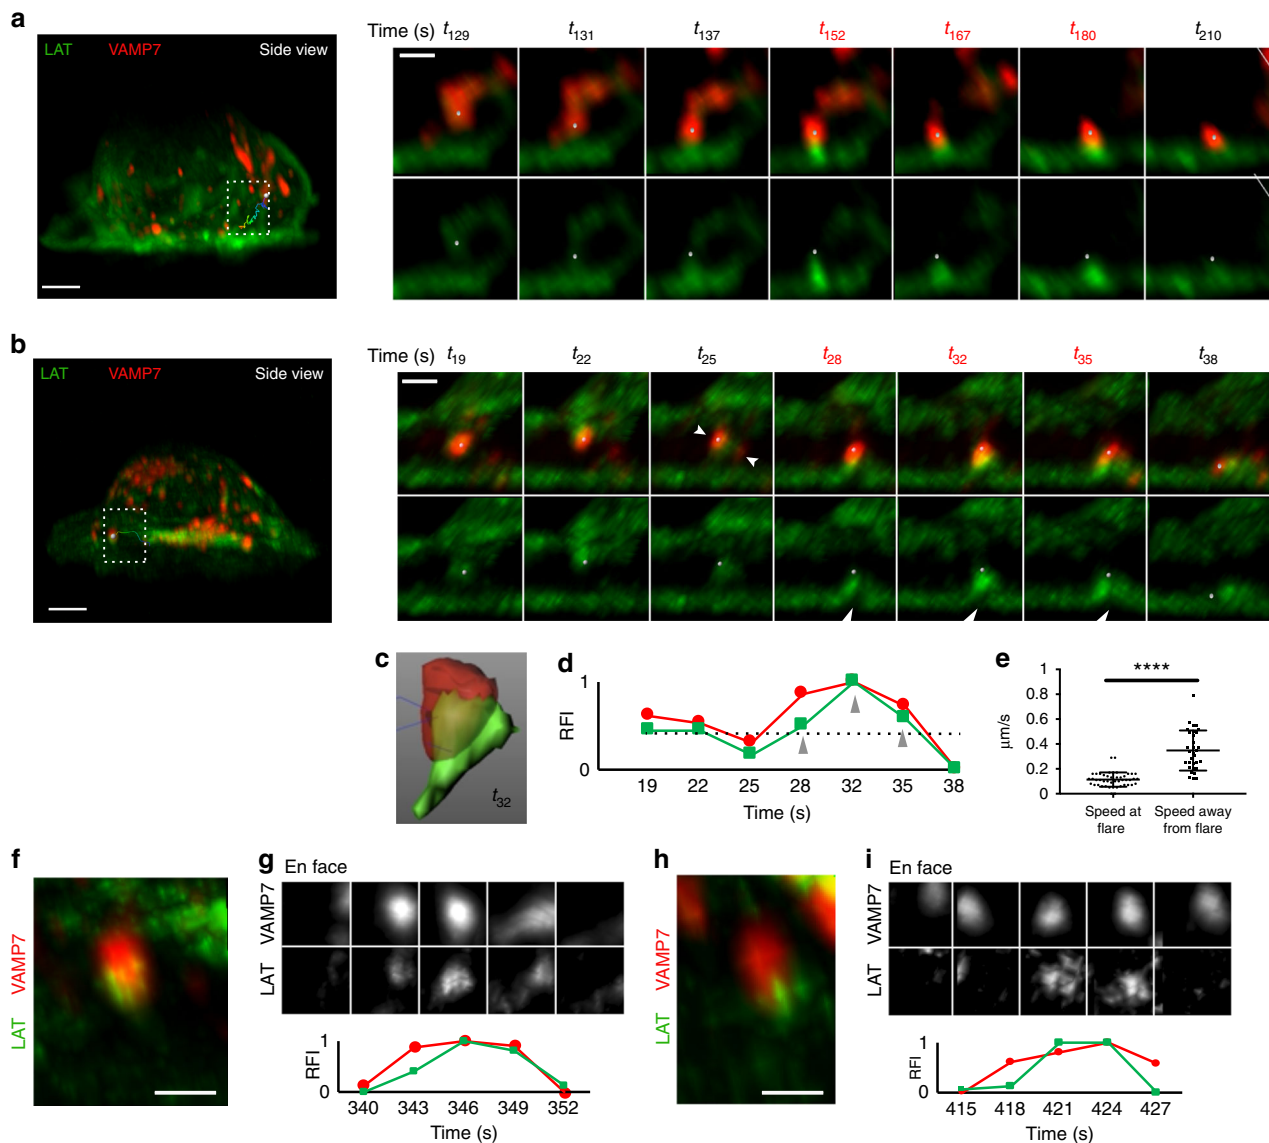 a
LAT VAMP7 Side view
Time (s) t129 t131 t137 t152 t167 t180 t210
b
LAT VAMP7 Side view
Time (s) t19 t22 t25 t28 t32 t35 t38
c
t32
d
RFI
1
0
19 22 25 28 32 35 38
Time (s)
e
µm/s
1
0.8
0.6
0.4
0.2
0
****
Speed at flare
Speed away from flare
f
LAT VAMP7
g
En face
VAMP7
LAT
RFI
1
0
340 343 346 349 352
Time (s)
h
LAT VAMP7
i
En face
VAMP7
LAT
RFI
1
0
415 418 421 424 427
Time (s)